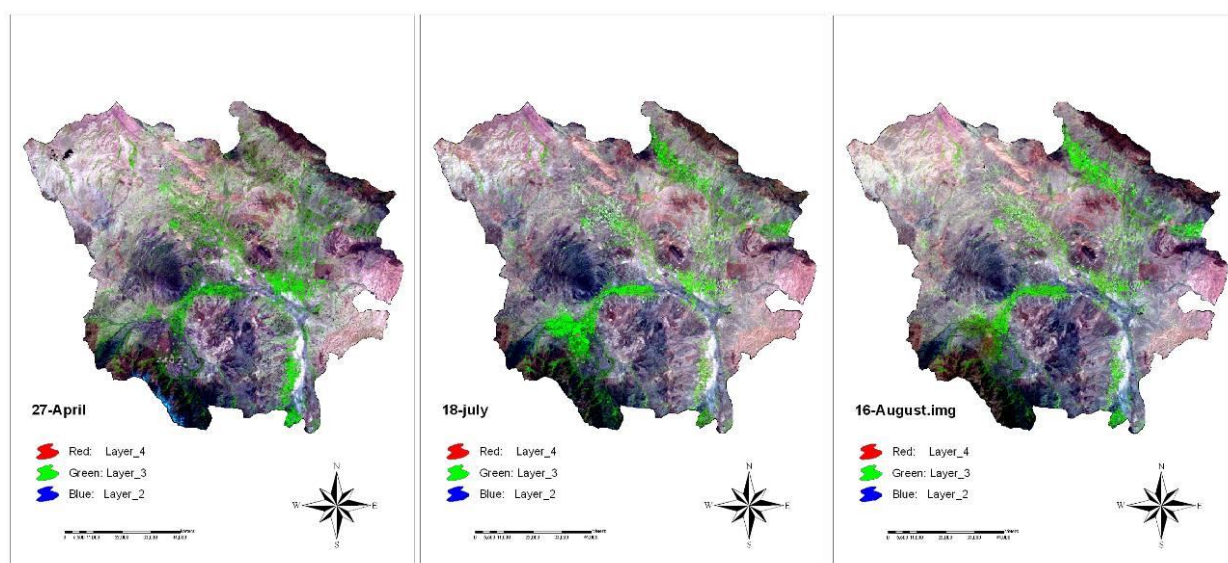 27-April
Red: Layer_4
Green: Layer_3
Blue: Layer_2
N
W
E
S
18-july
Red: Layer_4
Green: Layer_3
Blue: Layer_2
N
W
E
S
16-August.img
Red: Layer_4
Green: Layer_3
Blue: Layer_2
N
W
E
S